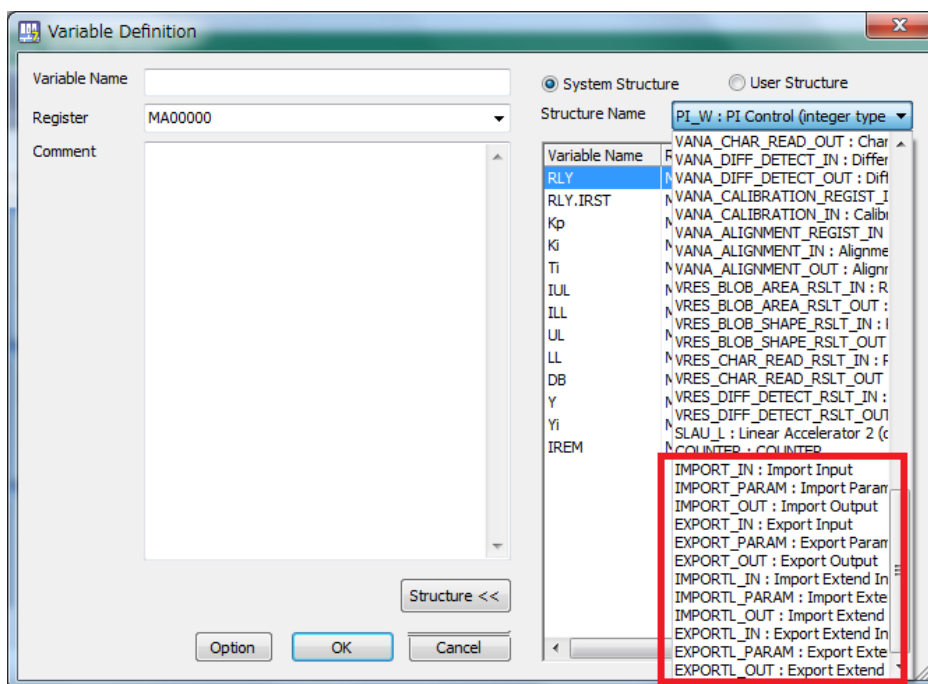 Variable Definition
Variable Name
Register
MA00000
Comment
Structure <<
Option
OK
Cancel
System Structure
User Structure
Structure Name
PI_W : PI Control (integer type
Variable Name
RLY
RLY.IRST
Kp
Ki
Ti
IUL
ILL
UL
LL
DB
Y
Yi
IREM
VANA_CHAR_READ_OUT : Char
VANA_DIFF_DETECT_IN : Differ
VANA_DIFF_DETECT_OUT : Diff
VANA_CALIBRATION_REGIST_I
VANA_CALIBRATION_IN : Calibr
VANA_ALIGNMENT_REGIST_IN
VANA_ALIGNMENT_IN : Alignme
VANA_ALIGNMENT_OUT : Alignm
VRES_BLOB_AREA_RSLT_IN : R
VRES_BLOB_AREA_RSLT_OUT :
VRES_BLOB_SHAPE_RSLT_IN :
VRES_BLOB_SHAPE_RSLT_OUT
VRES_CHAR_READ_RSLT_IN : F
VRES_CHAR_READ_RSLT_OUT
VRES_DIFF_DETECT_RSLT_IN :
VRES_DIFF_DETECT_RSLT_OUT
SLAU_L : Linear Accelerator 2 (
COUNTER : COUNTER
IMPORT_IN : Import Input
IMPORT_PARAM : Import Param
IMPORT_OUT : Import Output
EXPORT_IN : Export Input
EXPORT_PARAM : Export Param
EXPORT_OUT : Export Output
IMPORTL_IN : Import Extend In
IMPORTL_PARAM : Import Exte
IMPORTL_OUT : Import Extend
EXPORTL_IN : Export Extend In
EXPORTL_PARAM : Export Exte
EXPORTL_OUT : Export Extend